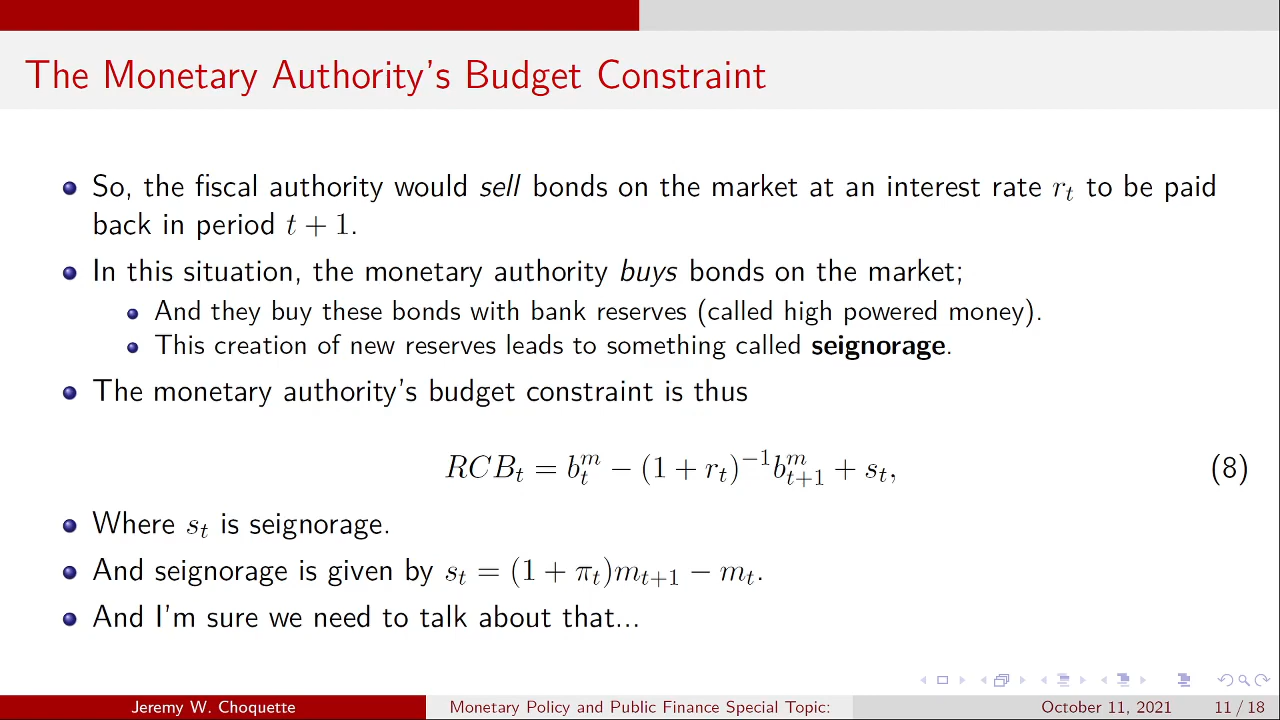 The Monetary Authority's Budget Constraint
So, the fiscal authority would sell bonds on the market at an interest rate r_t to be paid
back in period t + 1.
In this situation, the monetary authority buys bonds on the market;
And they buy these bonds with bank reserves (called high powered money).
This creation of new reserves leads to something called seignorage.
The monetary authority's budget constraint is thus
RCB_t = b_t^m − (1 + r_t)^{−1} b_{t+1}^m + s_t, (8)
Where s_t is seignorage.
And seignorage is given by s_t = (1 + π_t)m_{t+1} − m_t.
And I'm sure we need to talk about that...
Jeremy W. Choquette Monetary Policy and Public Finance Special Topic: October 11, 2021 11 / 18